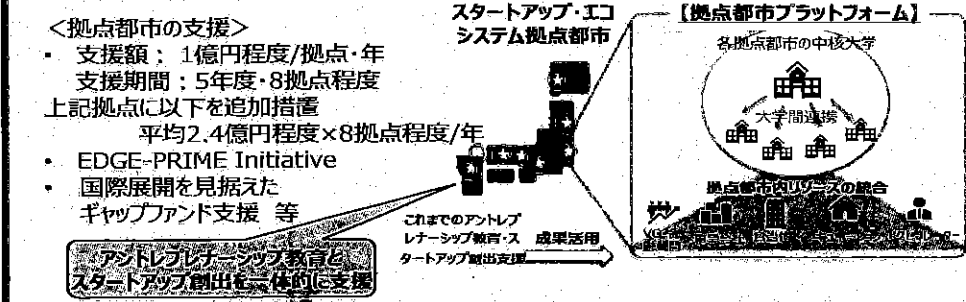 <拠点都市の支援>
・ 支援額： 1億円程度/拠点・年
支援期間：5年度・8拠点程度
上記拠点に以下を追加措置
平均2.4億円程度×8拠点程度/年
・ EDGE-PRIME Initiative
・ 国際展開を見据えた
ギャップファンド支援 等
アントレプレナーシップ教育と
スタートアップ創出を一体的に支援
スタートアップ・エコ
システム拠点都市
これまでのアントレプ
レナーシップ教育・ス
タートアップ創出支援
成果活用
【拠点都市プラットフォーム】
各拠点都市の中核大学
大学間連携
拠点都市内リソースの統合